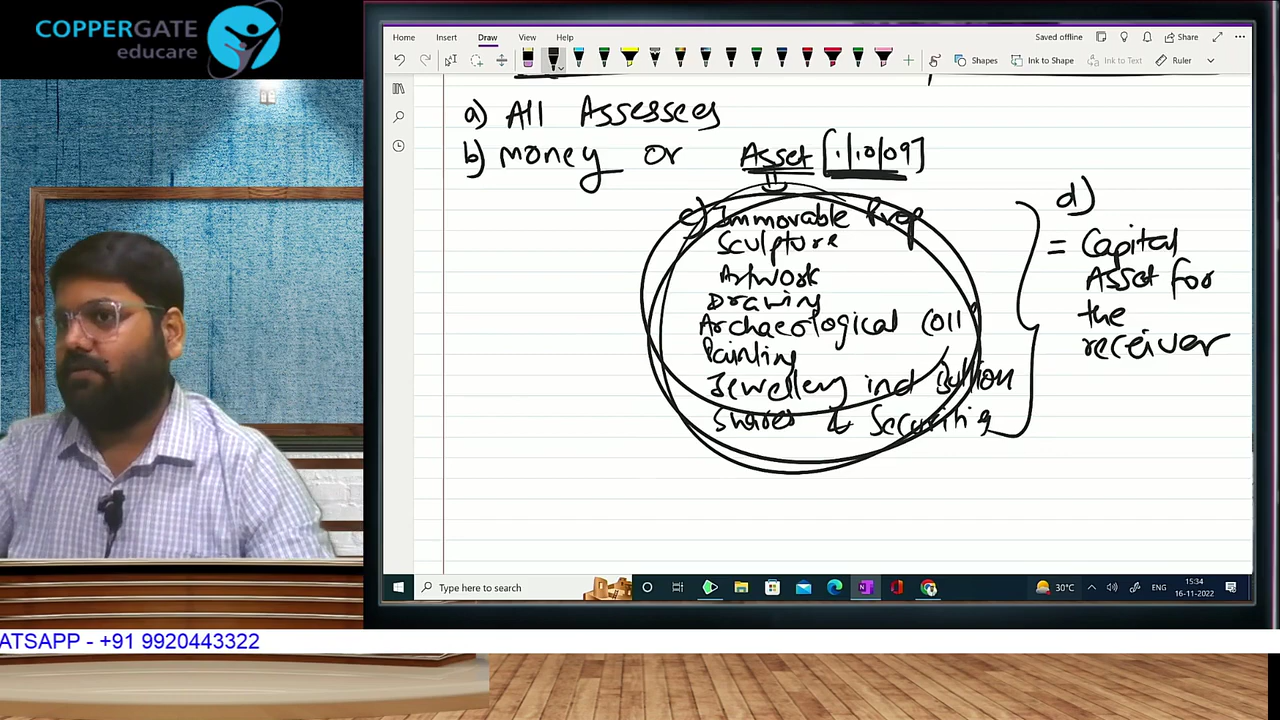 COPPERGATE
educare
Home Insert Draw View Help
Saved offline
Share
Shapes
Ink to Shape
Ink to Text
Ruler
a) All Assessees
b) money or Asset [1/10/09]
c) Immovable Prop
Sculpture
Artwork
Drawing
Archaeological Coll
Painting
Jewellery incl Bullion
Shares & Securities
d)
= Capital
Asset for
the
receiver
Type here to search
30°C
ENG
15:34
16-11-2022
ATSAPP - +91 9920443322